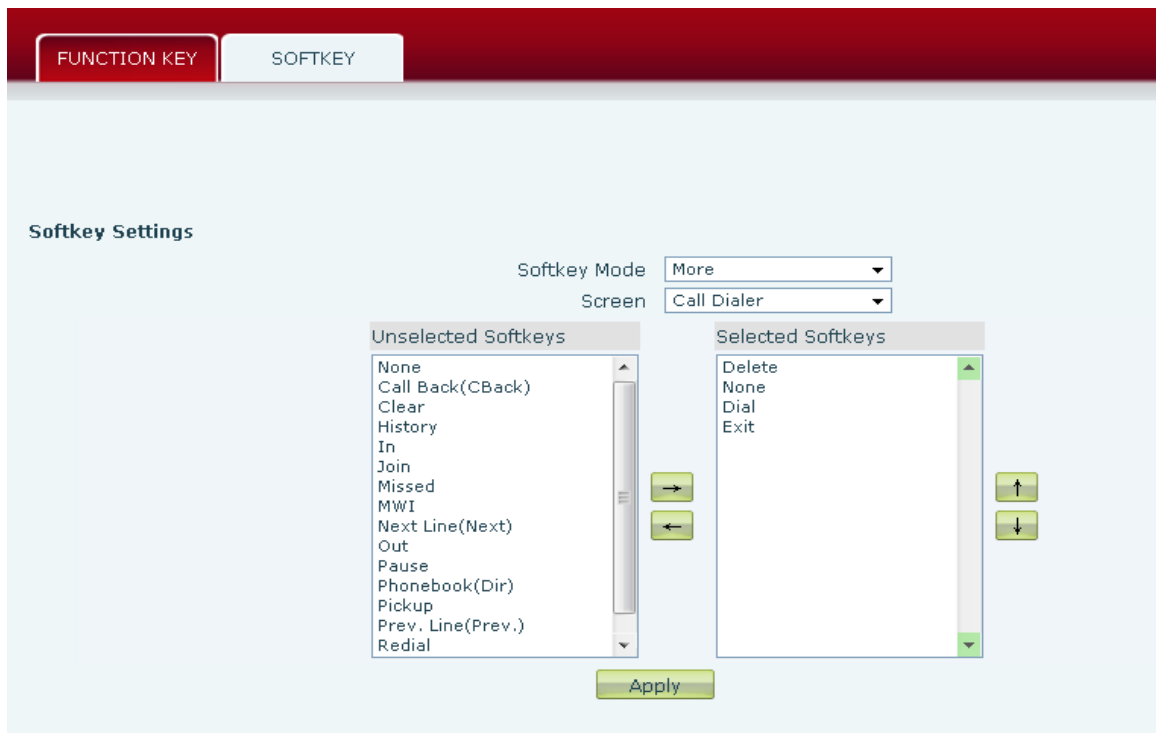 FUNCTION KEY
SOFTKEY
Softkey Settings
Softkey Mode More
Screen Call Dialer
Unselected Softkeys
None
Call Back(CBack)
Clear
History
In
Join
Missed
MWI
Next Line(Next)
Out
Pause
Phonebook(Dir)
Pickup
Prev. Line(Prev.)
Redial
→
←
Selected Softkeys
Delete
None
Dial
Exit
↑
↓
Apply